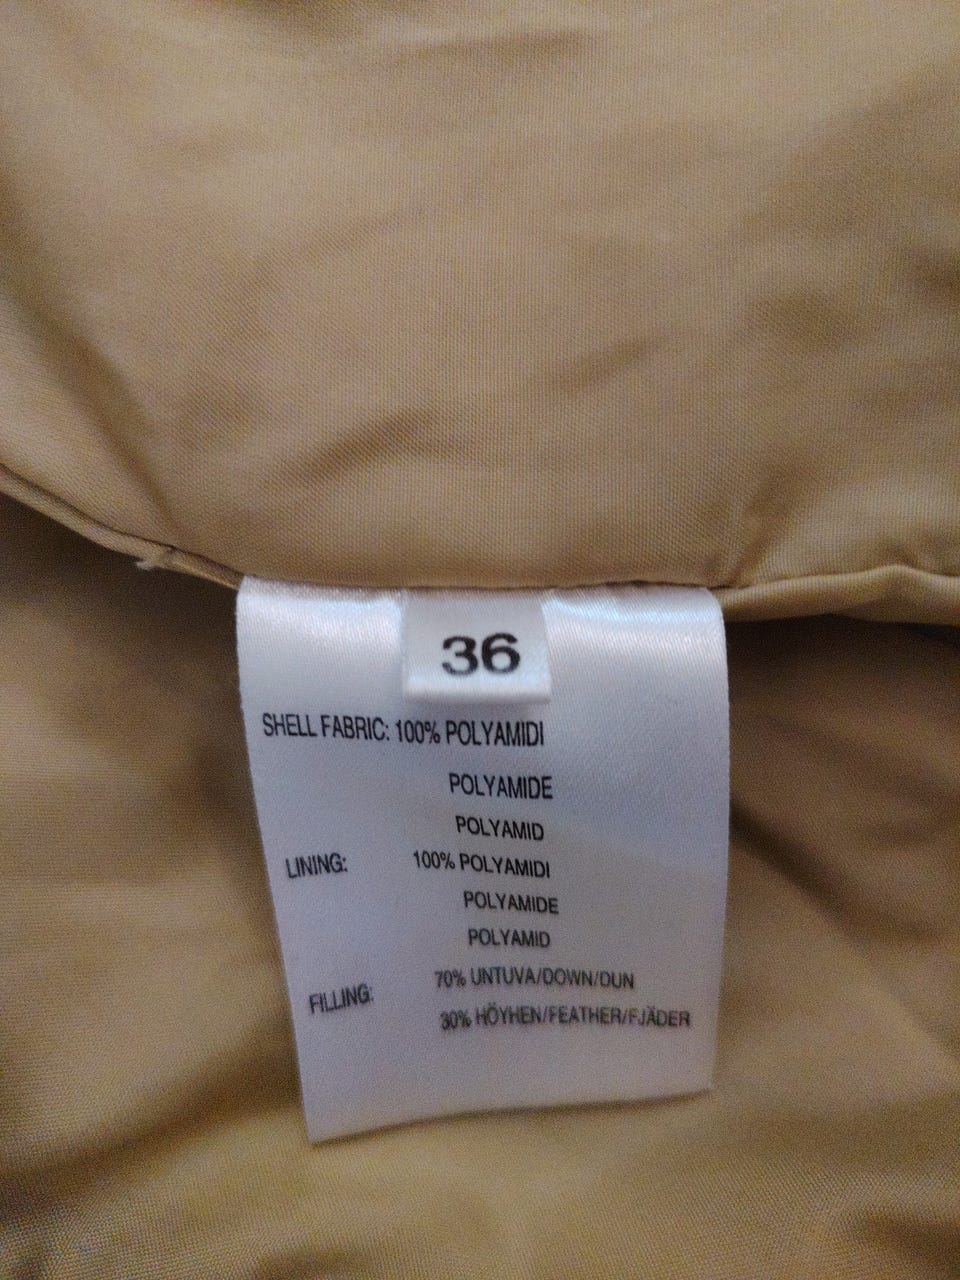 36
SHELL FABRIC: 100% POLYAMIDI
POLYAMIDE
POLYAMID
LINING: 100% POLYAMIDI
POLYAMIDE
POLYAMID
FILLING: 70% UNTUVA/DOWN/DUN
30% HÖYHEN/FEATHER/FJÄDER